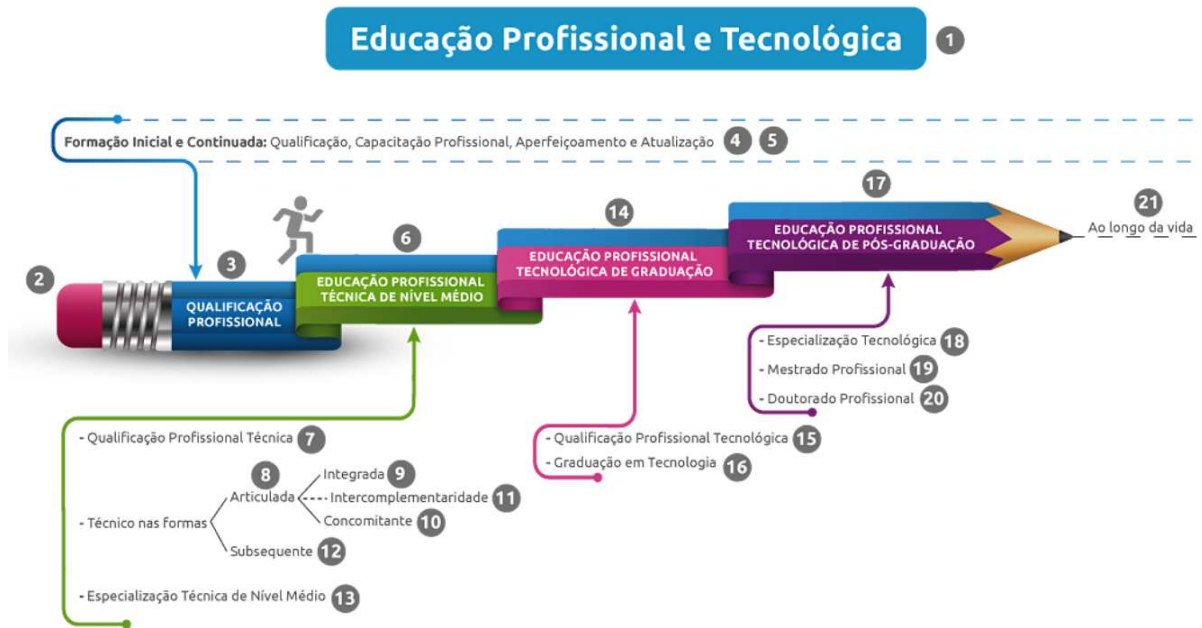 Educação Profissional e Tecnológica 1
Formação Inicial e Continuada: Qualificação, Capacitação Profissional, Aperfeiçoamento e Atualização 4 5
2
3
QUALIFICAÇÃO
PROFISSIONAL
6
EDUCAÇÃO PROFISSIONAL
TÉCNICA DE NÍVEL MÉDIO
14
EDUCAÇÃO PROFISSIONAL
TECNOLÓGICA DE GRADUAÇÃO
17
EDUCAÇÃO PROFISSIONAL
TECNOLÓGICA DE PÓS-GRADUAÇÃO
21
Ao longo da vida
- Qualificação Profissional Técnica 7
- Técnico nas formas
8
Articulada
Integrada 9
Intercomplementaridade 11
Concomitante 10
Subsequente 12
- Especialização Técnica de Nível Médio 13
- Qualificação Profissional Tecnológica 15
- Graduação em Tecnologia 16
- Especialização Tecnológica 18
- Mestrado Profissional 19
- Doutorado Profissional 20